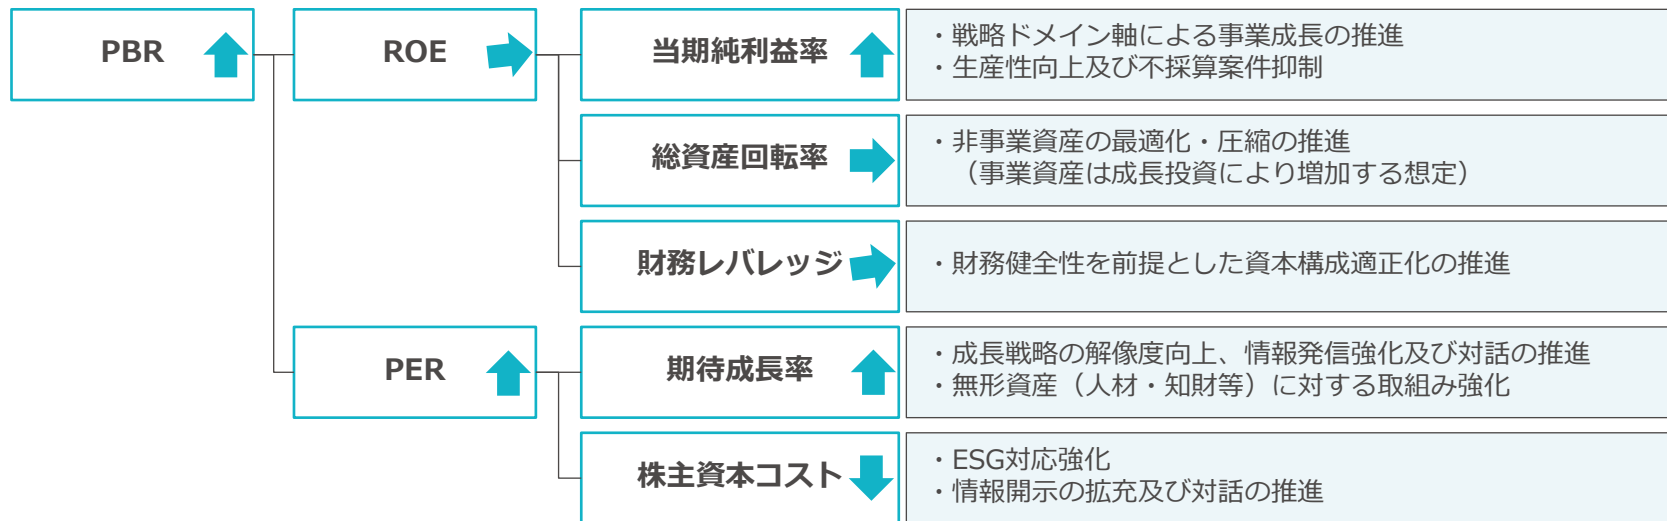 PBR
ROE
当期純利益率
・戦略ドメイン軸による事業成長の推進
・生産性向上及び不採算案件抑制
総資産回転率
・非事業資産の最適化・圧縮の推進
（事業資産は成長投資により増加する想定）
財務レバレッジ
・財務健全性を前提とした資本構成適正化の推進
PER
期待成長率
・成長戦略の解像度向上、情報発信強化及び対話の推進
・無形資産（人材・知財等）に対する取組み強化
株主資本コスト
・ESG対応強化
・情報開示の拡充及び対話の推進